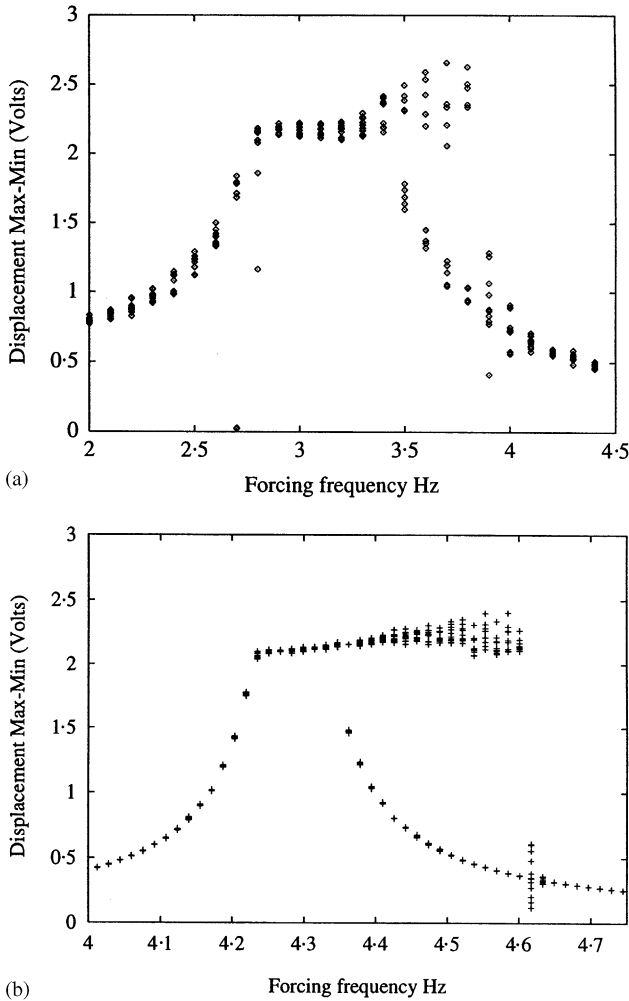 3
2·5
2
1·5
1
0·5
0
Displacement Max-Min (Volts)
2 2·5 3 3·5 4 4·5
(a)
Forcing frequency Hz
3
2·5
2
1·5
1
0·5
0
Displacement Max-Min (Volts)
4 4·1 4·2 4·3 4·4 4·5 4·6 4·7
(b)
Forcing frequency Hz